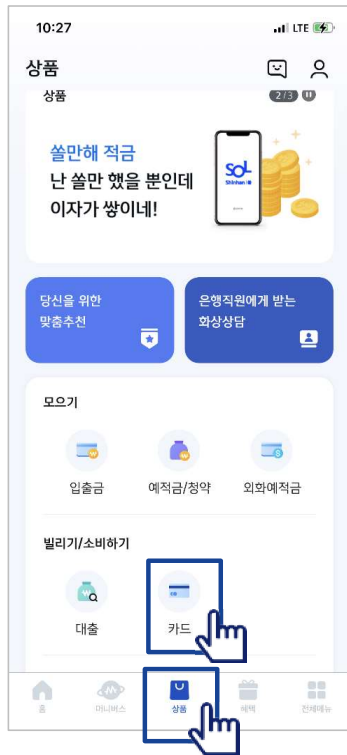 10:27
LTE
상품
상품
2/3
쏠만해 적금
난 쏠만 했을 뿐인데
이자가 쌓이네!
SOL
Shinhan
당신을 위한
맞춤추천
은행직원에게 받는
화상상담
모으기
입출금
예적금/청약
외화예적금
빌리기/소비하기
대출
카드
홈
머니버스
상품
혜택
전체메뉴